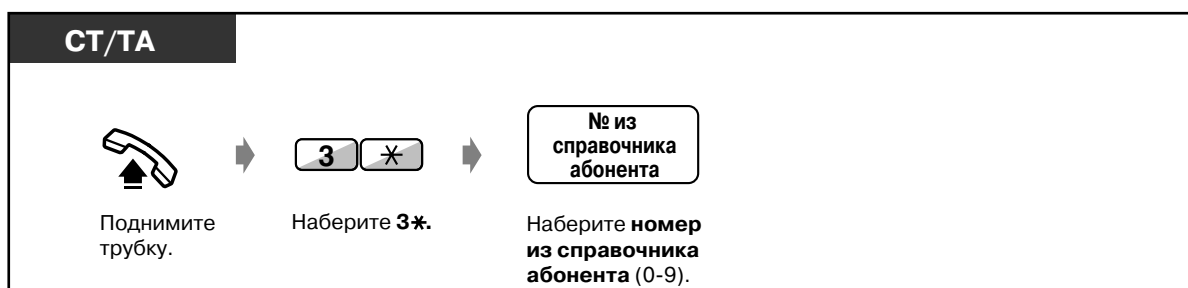 СТ/ТА
3 ✳
№ из
справочника
абонента
Поднимите
трубку.
Наберите 3✳.
Наберите номер
из справочника
абонента (0-9).